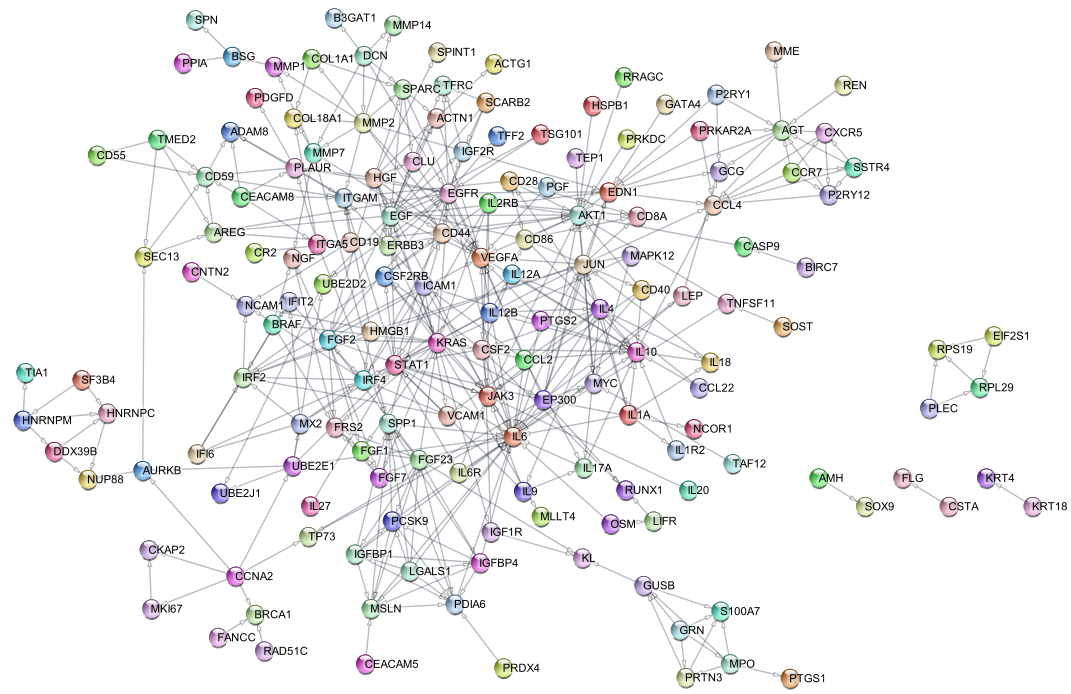 SPN
B3GAT1
MMP14
BSG
DCN
SPINT1
MME
PPIA
MMP1
COL1A1
ACTG1
RRAGC
SPARC
TFRC
REN
PDGFD
SCARB2
HSPB1
GATA4
P2RY1
COL18A1
MMP2
ACTN1
TMED2
ADAM8
TFF2
TSG101
PRKDC
PRKAR2A
AGT
CXCR5
CD55
MMP7
IGF2R
TEP1
PLAUR
CLU
CD59
HGF
CD28
PGF
GCG
CCR7
SSTR4
CEACAM8
ITGAM
EGFR
IL2RB
EDN1
CCL4
P2RY12
EGF
AKT1
CD8A
AREG
CD44
ITGA5
CD19
ERBB3
CD86
CASP9
CR2
SEC13
NGF
VEGFA
MAPK12
BIRC7
CNTN2
UBE2D2
CSF2RB
ICAM1
IL12A
JUN
CD40
LEP
NCAM1
IFIT2
TNFSF11
BRAF
IL12B
IL4
PTGS2
SOST
HMGB1
FGF2
KRAS
CSF2
IL10
EIF2S1
RPS19
STAT1
CCL2
IL18
TIA1
SF3B4
IRF2
IRF4
MYC
CCL22
RPL29
JAK3
EP300
HNRNPM
HNRNPC
VCAM1
IL1A
PLEC
MX2
FRS2
SPP1
NCOR1
IL6
DDX39B
IFI6
FGF1
IL1R2
NUP88
AURKB
UBE2E1
FGF23
IL6R
IL17A
TAF12
FGF7
AMH
FLG
KRT4
UBE2J1
IL27
IL9
RUNX1
IL20
SOX9
CSTA
KRT18
MLLT4
OSM
LIFR
PCSK9
TP73
IGF1R
CKAP2
IGFBP1
KL
IGFBP4
LGALS1
CCNA2
GUSB
MKI67
MSLN
PDIA6
BRCA1
S100A7
FANCC
GRN
RAD51C
CEACAM5
PRDX4
MPO
PRTN3
PTGS1